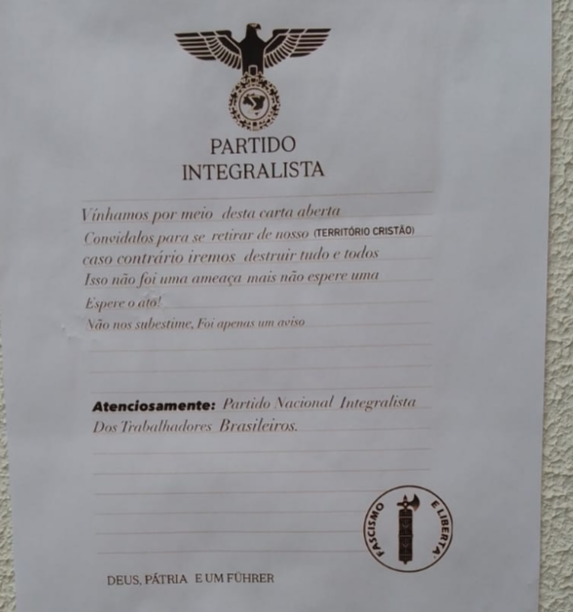 PARTIDO
INTEGRALISTA
Vínhamos por meio desta carta aberta
Convidalos para se retirar de nosso (TERRITÓRIO CRISTÃO)
caso contrário iremos destruir tudo e todos
Isso não foi uma ameaça mais não espere uma
Espere o ato!
Não nos subestime, Foi apenas um aviso
Atenciosamente: Partido Nacional Integralista
Dos Trabalhadores Brasileiros.
FASCISMO É LIBERTA
DEUS, PÁTRIA E UM FÜHRER